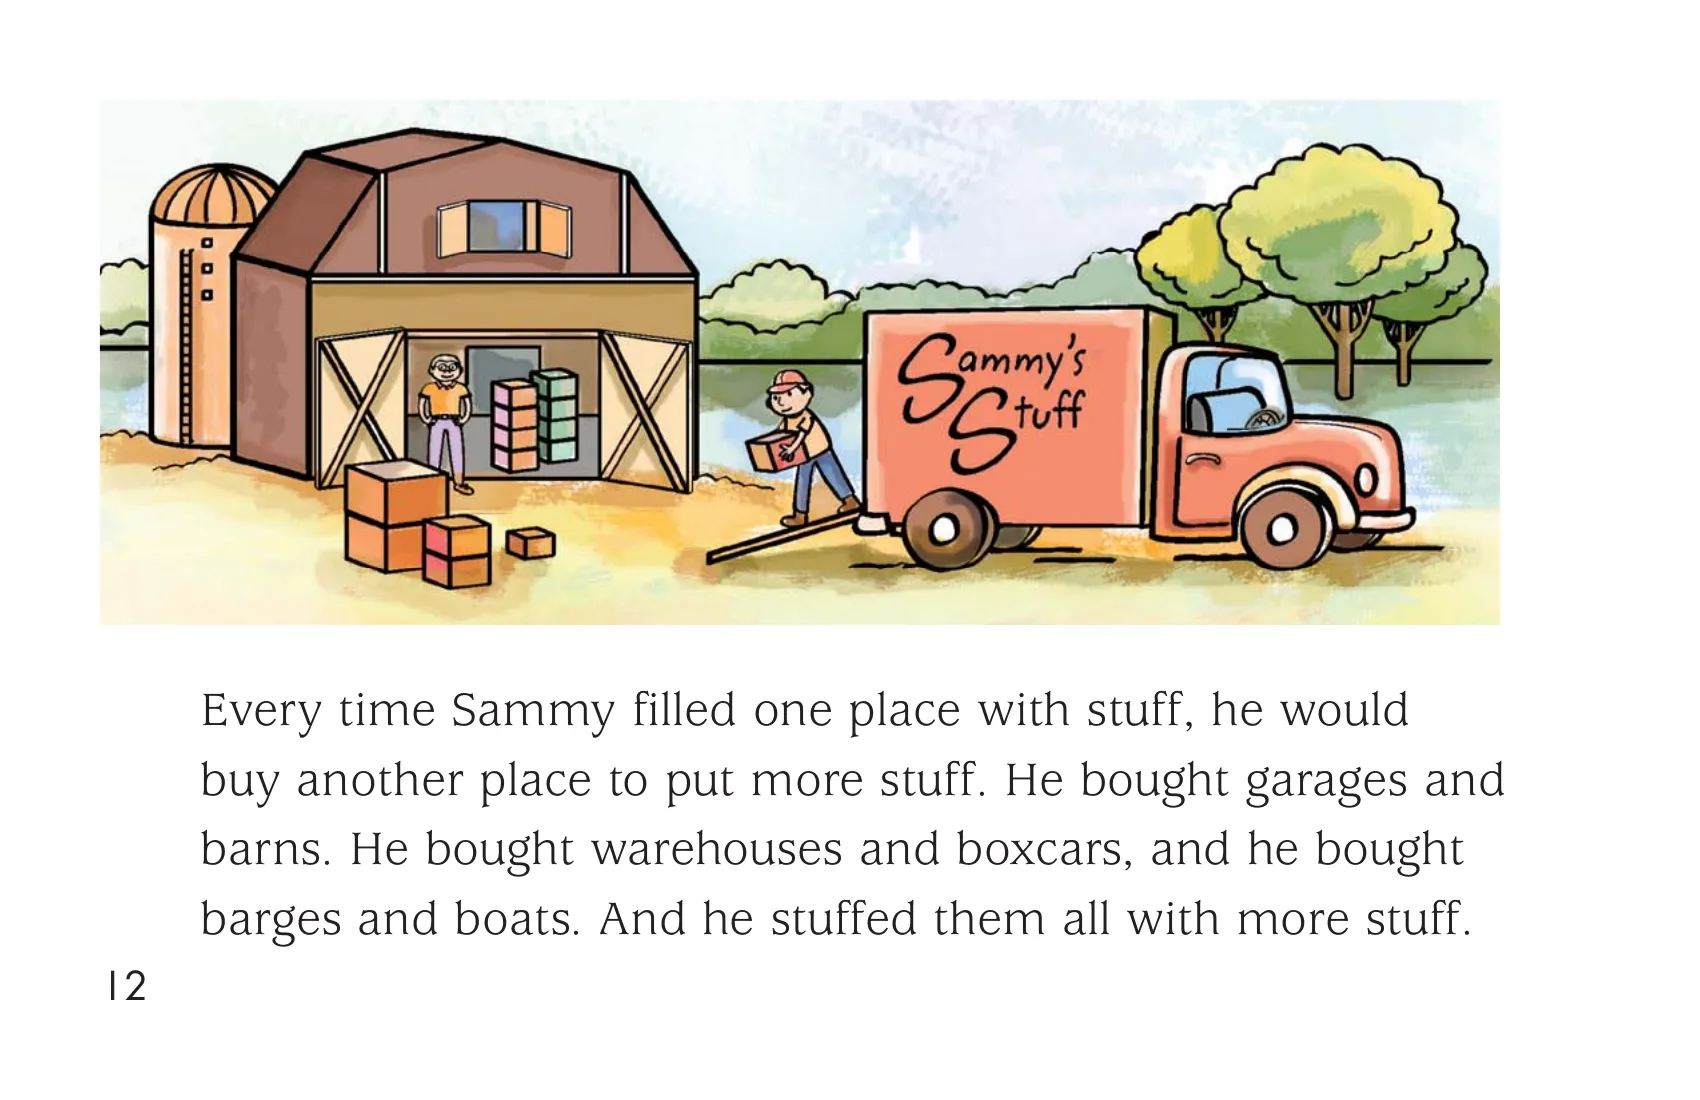 Sammy's
Stuff
Every time Sammy filled one place with stuff, he would
buy another place to put more stuff. He bought garages and
barns. He bought warehouses and boxcars, and he bought
barges and boats. And he stuffed them all with more stuff.
12